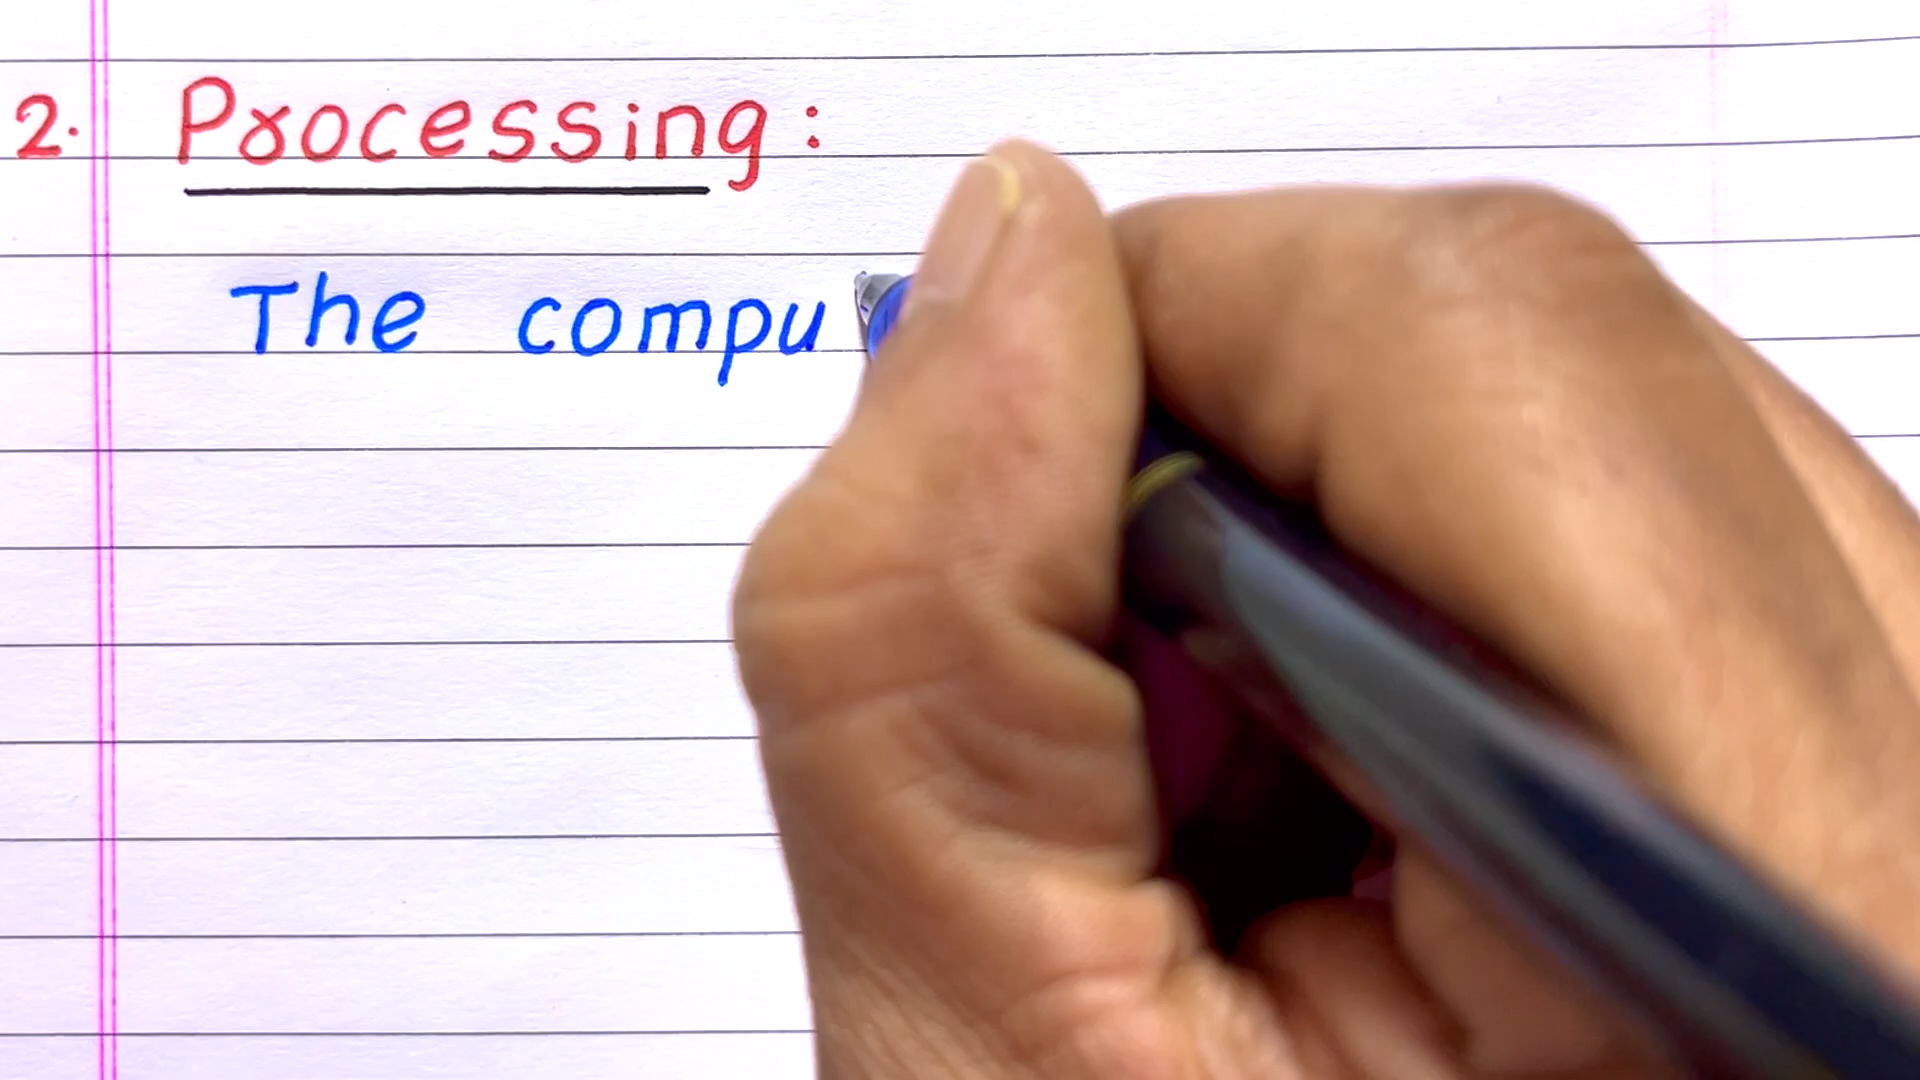 2. Processing:
The compu